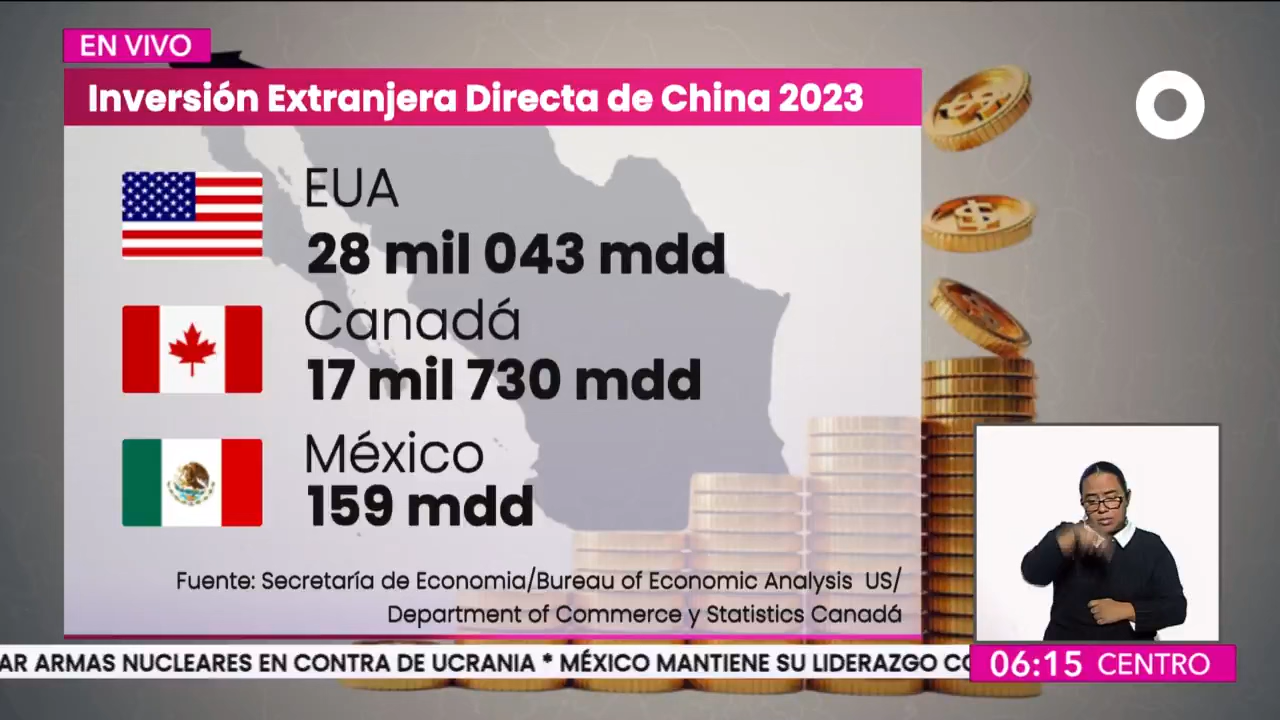 EN VIVO
Inversión Extranjera Directa de China 2023
EUA
28 mil 043 mdd
Canadá
17 mil 730 mdd
México
159 mdd
Fuente: Secretaría de Economia/Bureau of Economic Analysis US/
Department of Commerce y Statistics Canadá
AR ARMAS NUCLEARES EN CONTRA DE UCRANIA * MÉXICO MANTIENE SU LIDERAZGO
06:15 CENTRO